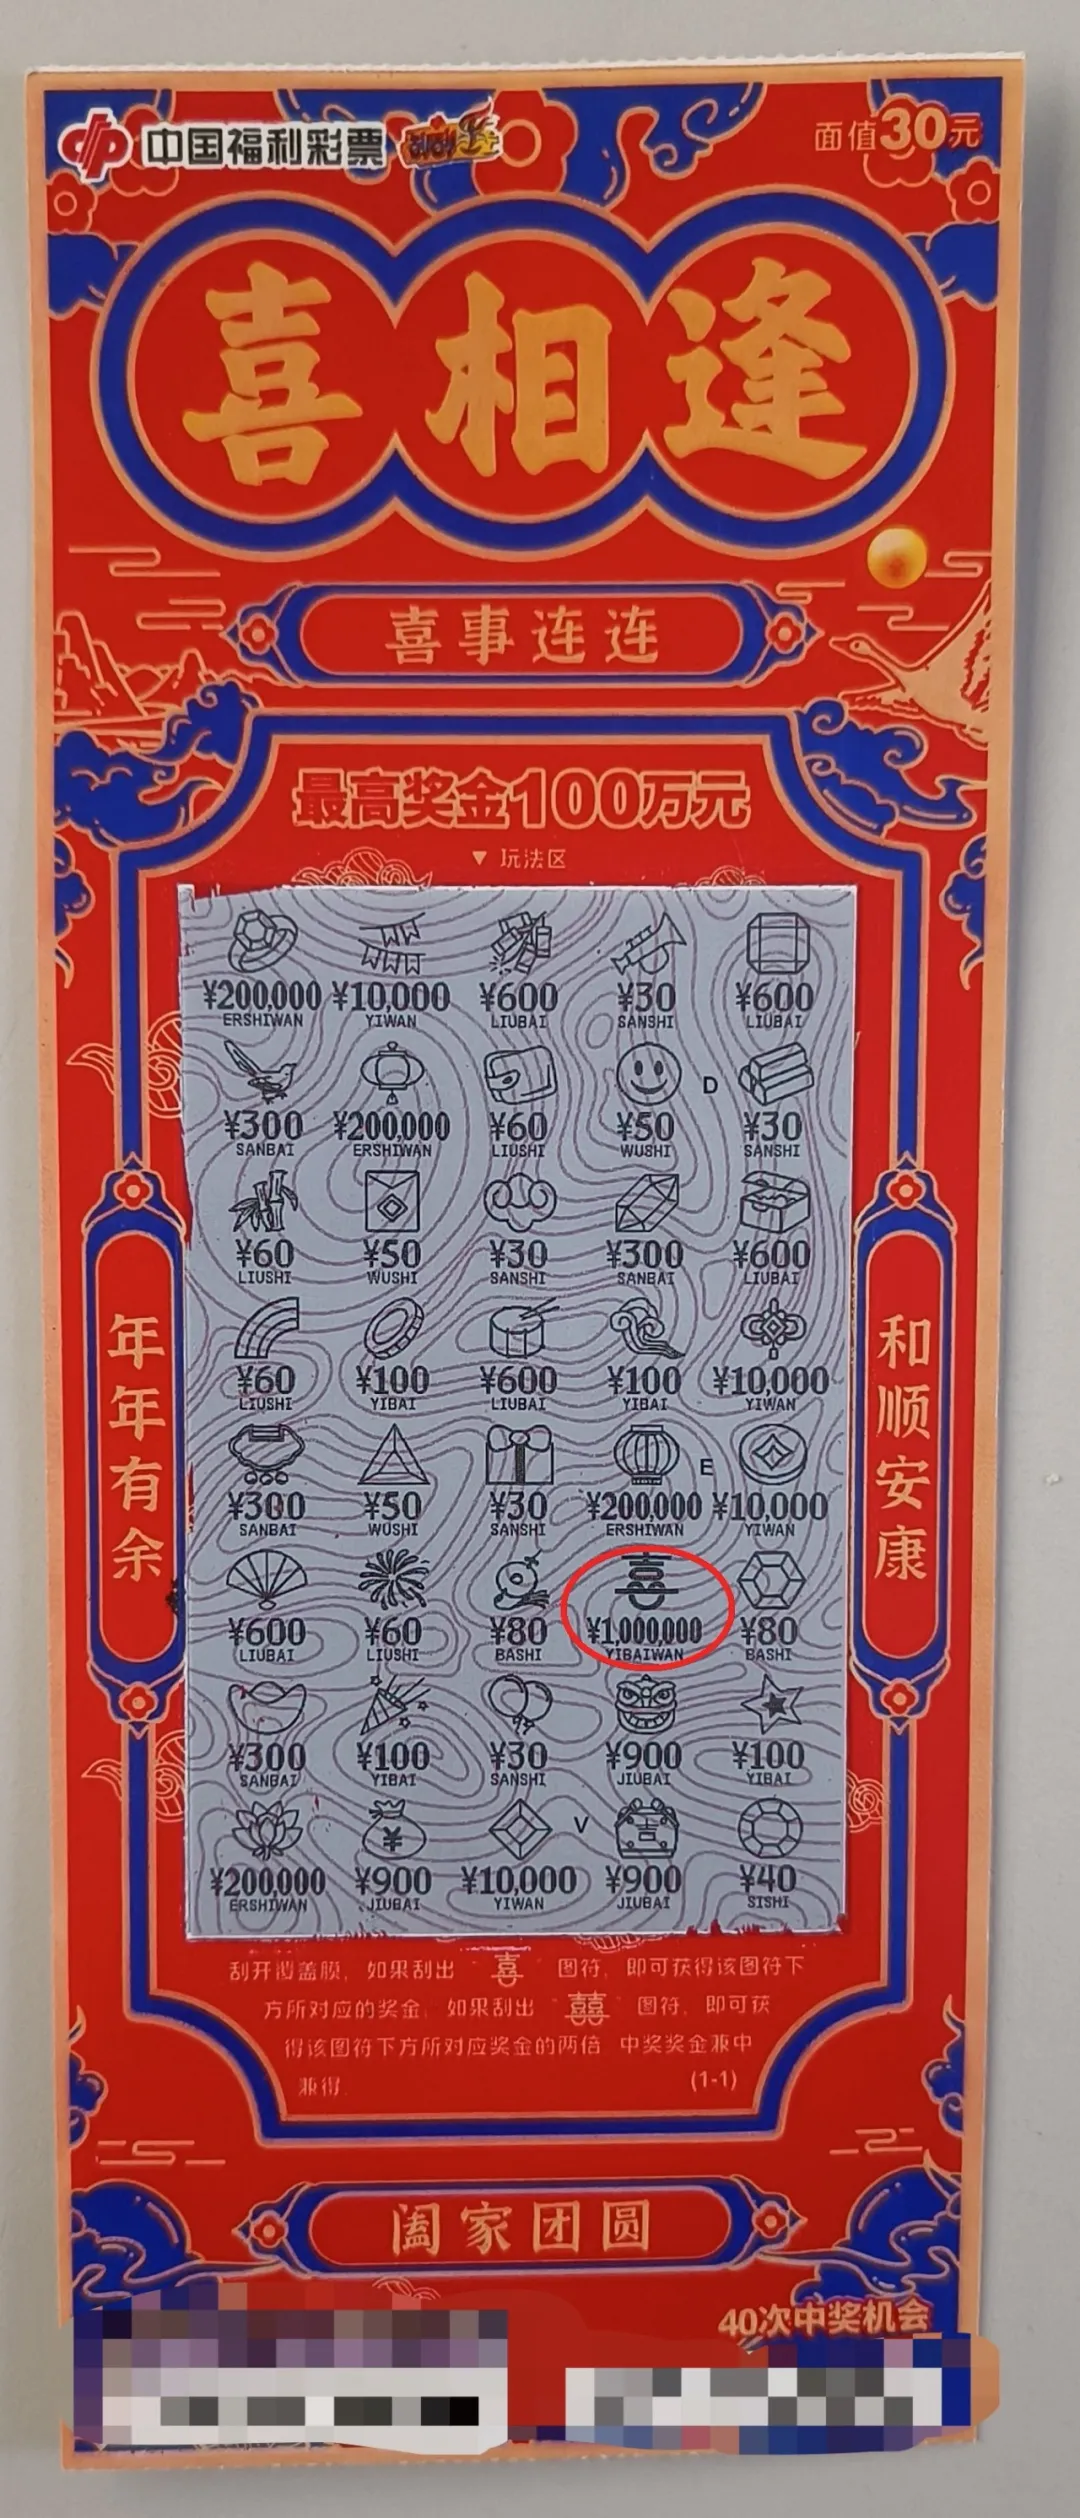 中国福利彩票
面值30元
喜相逢
喜事连连
最高奖金100万元
▼ 玩法区
¥200,000 ¥10,000 ¥600 ¥30 ¥600
ERSHIWAN YIWAN LIUBAI SANSHI LIUBAI
D
¥300 ¥200,000 ¥60 ¥50 ¥30
SANBAI ERSHIWAN LIUSHI WUSHI SANSHI
¥60 ¥50 ¥30 ¥300 ¥600
LIUSHI WUSHI SANSHI SANBAI LIUBAI
¥60 ¥100 ¥600 ¥100 ¥10,000
LIUSHI YIBAI LIUBAI YIBAI YIWAN
E
¥300 ¥50 ¥30 ¥200,000 ¥10,000
SANBAI WUSHI SANSHI ERSHIWAN YIWAN
喜
¥600 ¥60 ¥80 ¥1,000,000 ¥80
LIUBAI LIUSHI BASHI YIBAIWAN BASHI
¥300 ¥100 ¥30 ¥900 ¥100
SANBAI YIBAI SANSHI JIUBAI YIBAI
¥ V 吉
¥200,000 ¥900 ¥10,000 ¥900 ¥40
ERSHIWAN JIUBAI YIWAN JIUBAI SISHI
年年有余
和顺安康
刮开覆盖膜,如果刮出 喜 图符,即可获得该图符下
方所对应的奖金;如果刮出 囍 图符,即可获
得该图符下方所对应奖金的两倍 中奖奖金兼中
兼得.
(1-1)
阖家团圆
40次中奖机会